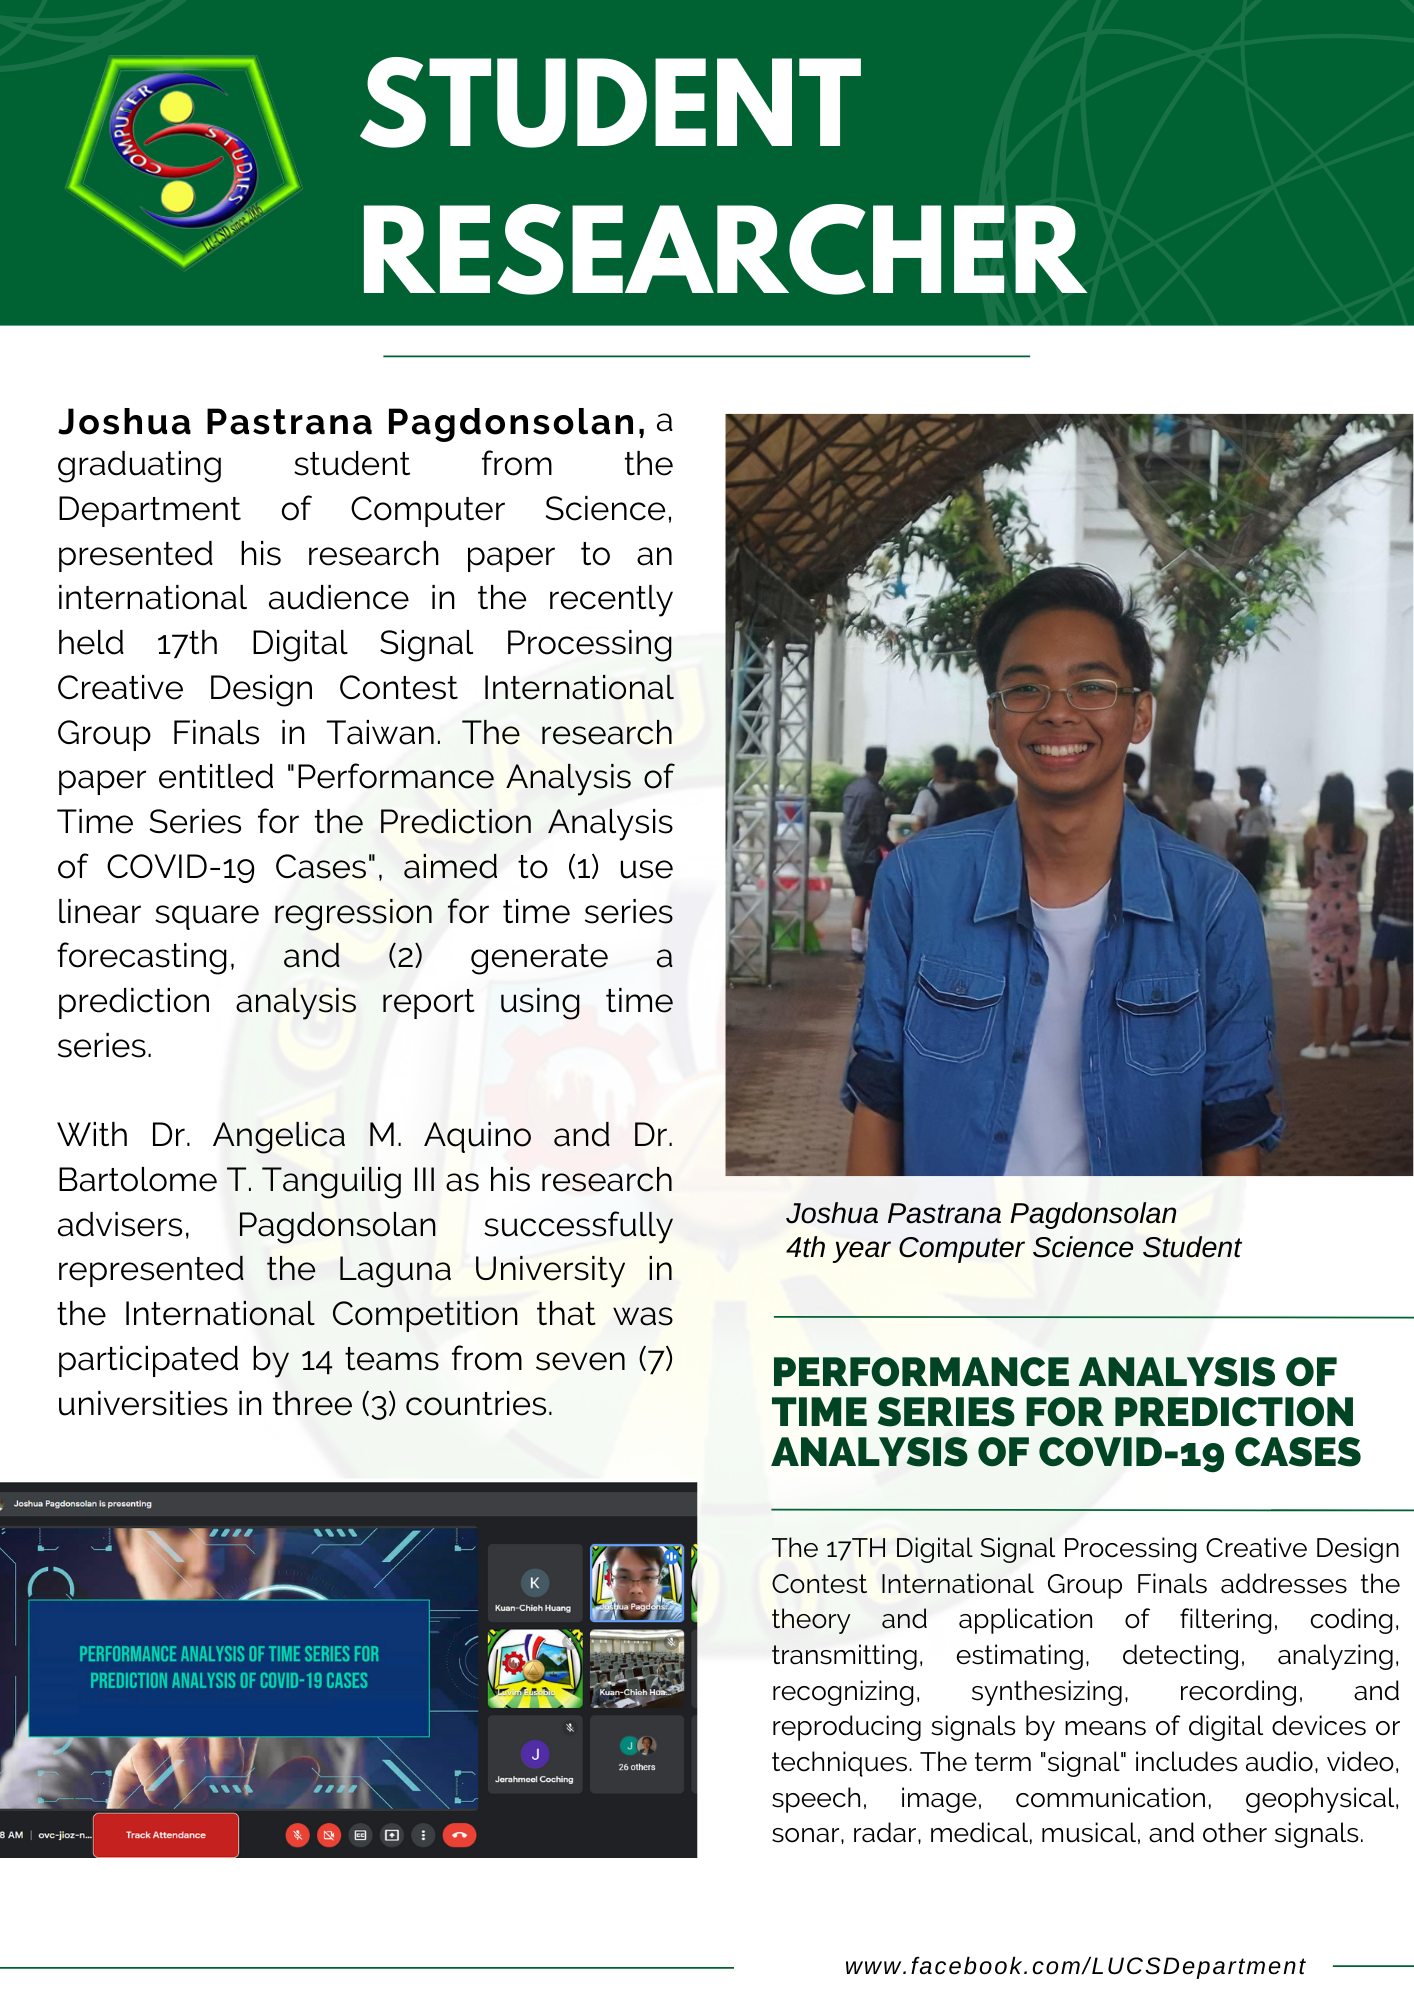 COMPUTER
STUDIES
STUDENT
RESEARCHER
Joshua Pastrana Pagdonsolan, a
graduating student from the
Department of Computer Science,
presented his research paper to an
international audience in the recently
held 17th Digital Signal Processing
Creative Design Contest International
Group Finals in Taiwan. The research
paper entitled "Performance Analysis of
Time Series for the Prediction Analysis
of COVID-19 Cases", aimed to (1) use
linear square regression for time series
forecasting, and (2) generate a
prediction analysis report using time
series.
With Dr. Angelica M. Aquino and Dr.
Bartolome T. Tanguilig III as his research
advisers, Pagdonsolan successfully
represented the Laguna University in
the International Competition that was
participated by 14 teams from seven (7)
universities in three (3) countries.
Joshua Pastrana Pagdonsolan
4th year Computer Science Student
PERFORMANCE ANALYSIS OF
TIME SERIES FOR PREDICTION
ANALYSIS OF COVID-19 CASES
The 17TH Digital Signal Processing Creative Design
Contest International Group Finals addresses the
theory and application of filtering, coding,
transmitting, estimating, detecting, analyzing,
recognizing, synthesizing, recording, and
reproducing signals by means of digital devices or
techniques. The term "signal" includes audio, video,
speech, image, communication, geophysical,
sonar, radar, medical, musical, and other signals.
Joshua Pagdonsolan is presenting
PERFORMANCE ANALYSIS OF TIME SERIES FOR
PREDICTION ANALYSIS OF COVID-19 CASES
K
Kuan-Chieh Huang
Joshua Pagdons...
Kuan-Chieh Hua...
J
Jerahmeel Coching
J
26 others
8 AM | ovc-jioz-n...
Track Attendance
www.facebook.com/LUCSDepartment